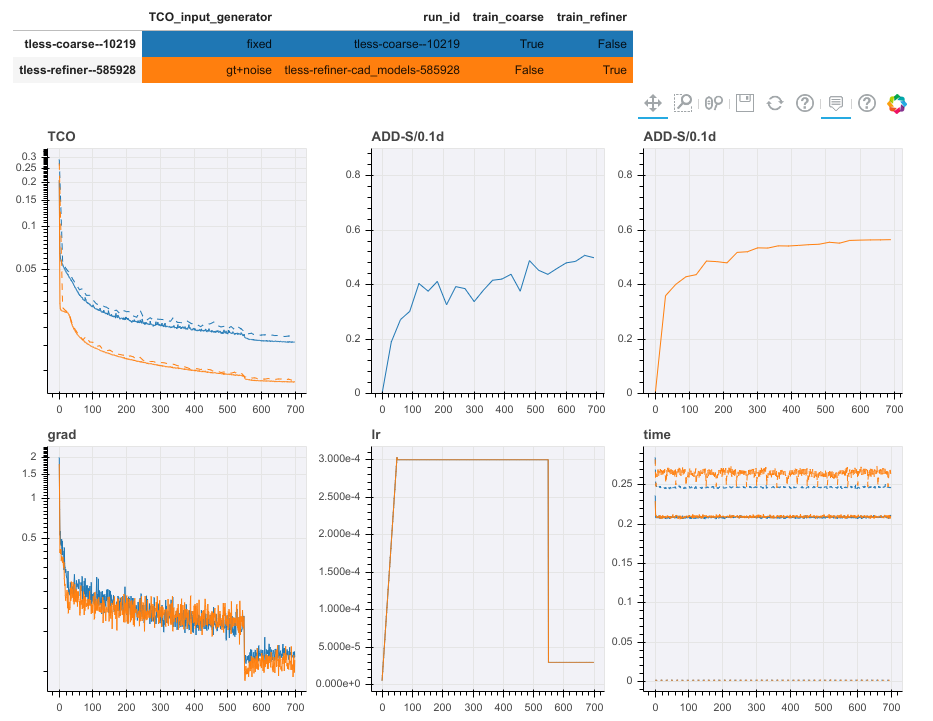 TCO_input_generator run_id train_coarse train_refiner
tless-coarse--10219 fixed tless-coarse--10219 True False
tless-refiner--585928 gt+noise tless-refiner-cad_models-585928 False True
TCO
0.3
0.25
0.2
0.15
0.1
0.05
0 100 200 300 400 500 600 700
ADD-S/0.1d
0.8
0.6
0.4
0.2
0
0 100 200 300 400 500 600 700
ADD-S/0.1d
0.8
0.6
0.4
0.2
0
0 100 200 300 400 500 600 700
grad
2
1.5
1
0.5
0 100 200 300 400 500 600 700
lr
3.000e-4
2.500e-4
2.000e-4
1.500e-4
1.000e-4
5.000e-5
0.000e+0
0 100 200 300 400 500 600 700
time
0.25
0.2
0.15
0.1
0.05
0
0 100 200 300 400 500 600 700